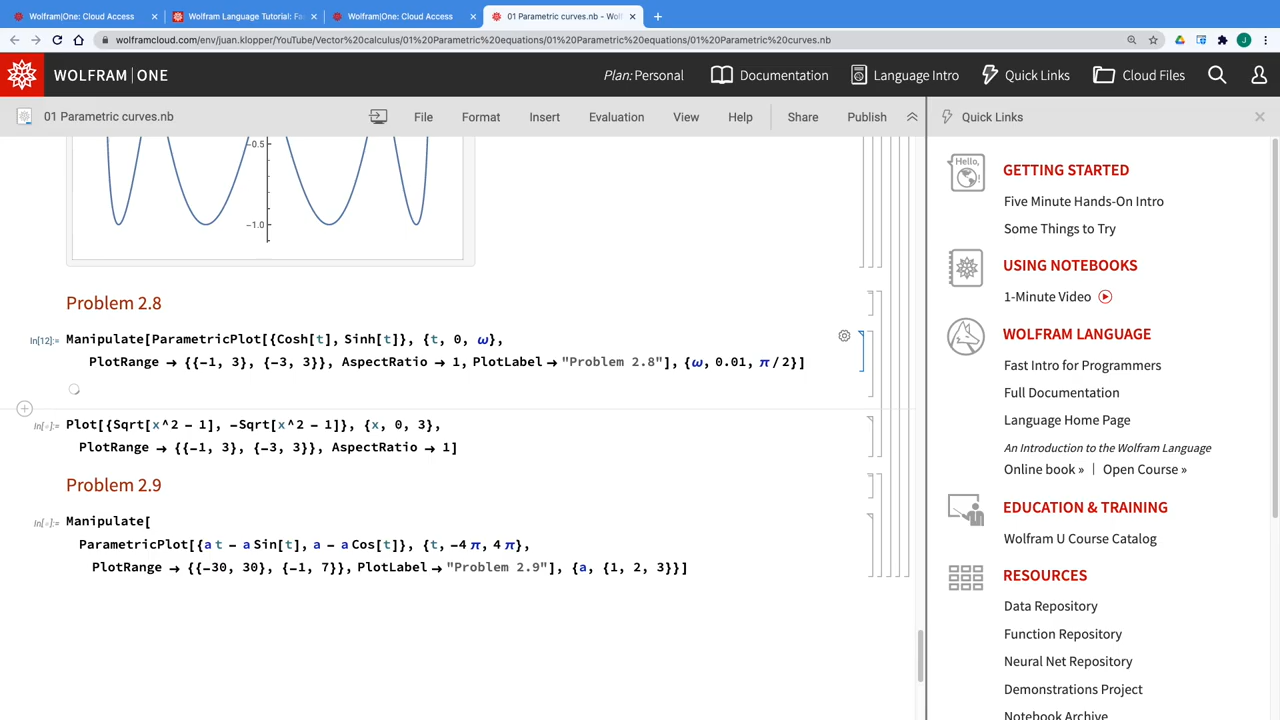 Wolfram|One: Cloud Access
Wolfram Language Tutorial: Fas
Wolfram|One: Cloud Access
01 Parametric curves.nb - Wolf
wolframcloud.com/env/juan.klopper/YouTube/Vector%20calculus/01%20Parametric%20equations/01%20Parametric%20equations/01%20Parametric%20curves.nb
J
WOLFRAM | ONE
Plan: Personal
Documentation
Language Intro
Quick Links
Cloud Files
01 Parametric curves.nb
File
Format
Insert
Evaluation
View
Help
Share
Publish
Quick Links
-0.5
-1.0
Problem 2.8
In[12]:= Manipulate[ParametricPlot[{Cosh[t], Sinh[t]}, {t, 0, ω},
PlotRange → {{-1, 3}, {-3, 3}}, AspectRatio → 1, PlotLabel → "Problem 2.8"], {ω, 0.01, π / 2}]
In[◦]:= Plot[{Sqrt[x^2 - 1], -Sqrt[x^2 - 1]}, {x, 0, 3},
PlotRange → {{-1, 3}, {-3, 3}}, AspectRatio → 1]
Problem 2.9
In[◦]:= Manipulate[
ParametricPlot[{a t - a Sin[t], a - a Cos[t]}, {t, -4 π, 4 π},
PlotRange → {{-30, 30}, {-1, 7}}, PlotLabel → "Problem 2.9"], {a, {1, 2, 3}}]
Hello,
GETTING STARTED
Five Minute Hands-On Intro
Some Things to Try
USING NOTEBOOKS
1-Minute Video
WOLFRAM LANGUAGE
Fast Intro for Programmers
Full Documentation
Language Home Page
An Introduction to the Wolfram Language
Online book » | Open Course »
EDUCATION & TRAINING
Wolfram U Course Catalog
RESOURCES
Data Repository
Function Repository
Neural Net Repository
Demonstrations Project
Notebook Archive